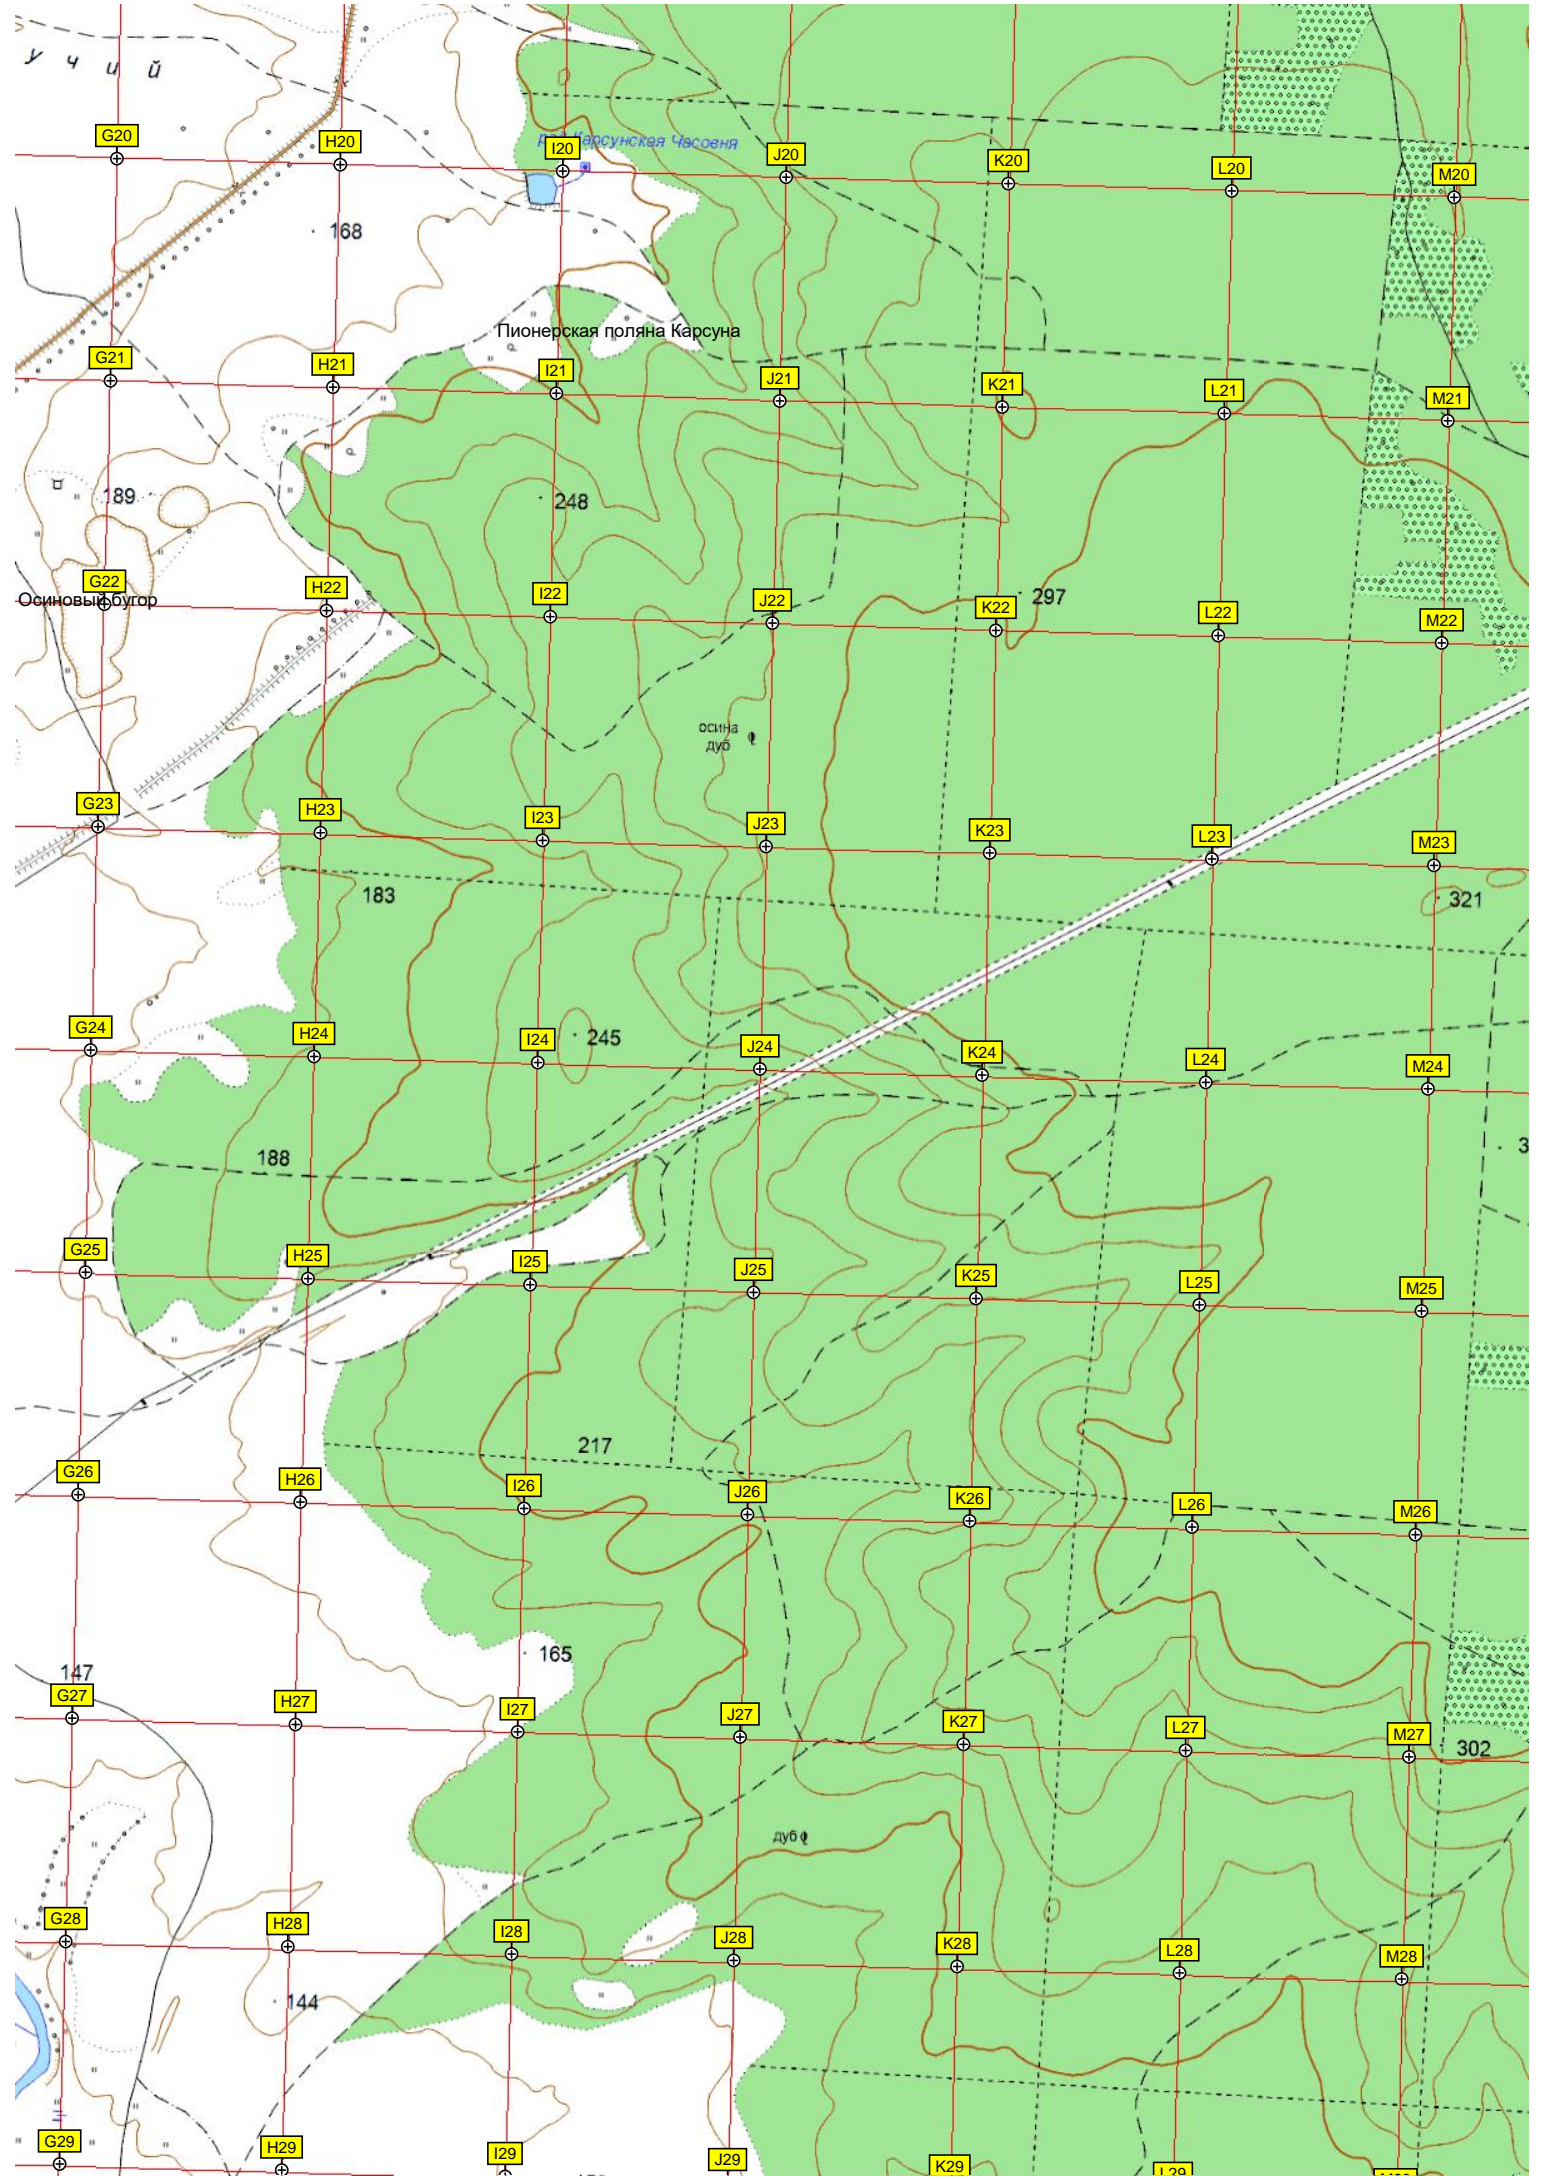 учий
G20 H20 I20 J20 K20 L20 M20
род. Карсунская Часовня
168
Пионерская поляна Карсуна
G21 H21 I21 J21 K21 L21 M21
189
248
G22 H22 I22 J22 K22 L22 M22
Осиновый бугор
297
осина
дуб
G23 H23 I23 J23 K23 L23 M23
183
321
G24 H24 I24 J24 K24 L24 M24
245
188
3
G25 H25 I25 J25 K25 L25 M25
217
G26 H26 I26 J26 K26 L26 M26
165
147
G27 H27 I27 J27 K27 L27 M27
302
дуб
G28 H28 I28 J28 K28 L28 M28
144
G29 H29 I29 J29 K29 L29